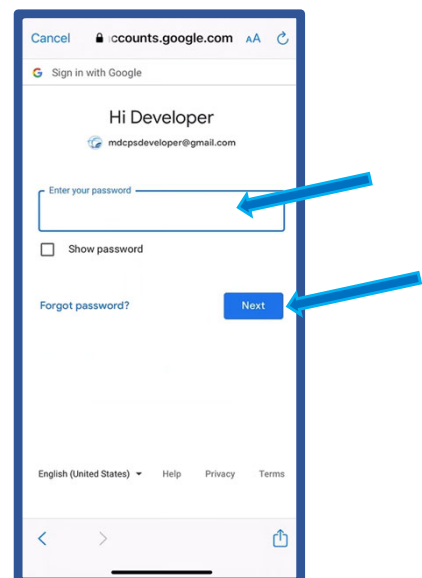 Cancel ccounts.google.com AA
G Sign in with Google
Hi Developer
mdcpsdeveloper@gmail.com
Enter your password
Show password
Forgot password? Next
English (United States) Help Privacy Terms